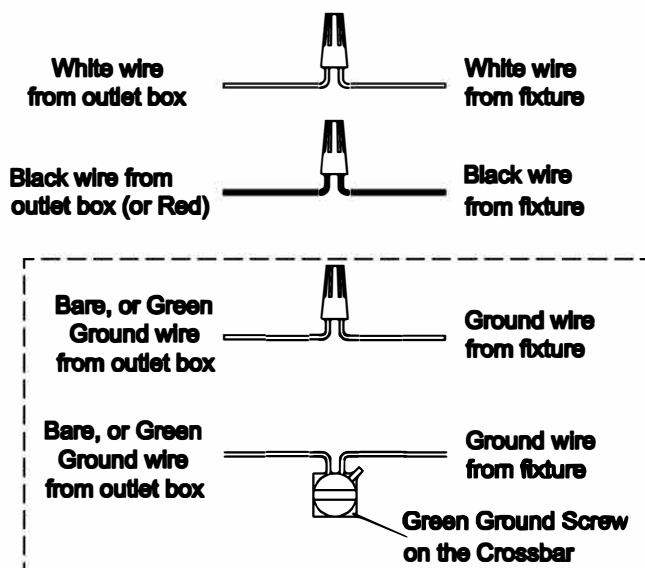 White wire
from outlet box
White wire
from fixture
Black wire from
outlet box (or Red)
Black wire
from fixture
Bare, or Green
Ground wire
from outlet box
Ground wire
from fixture
Bare, or Green
Ground wire
from outlet box
Ground wire
from fixture
Green Ground Screw
on the Crossbar